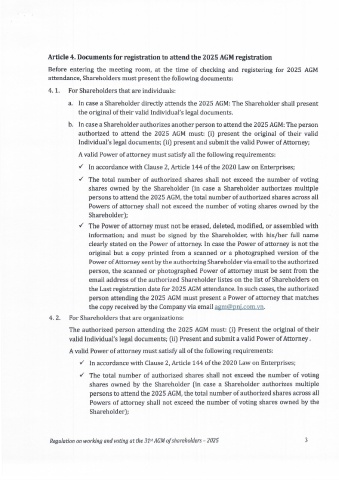 Article 4. Documents for registration to attend the 2025 AGM registration
Before entering the meeting room, at the time of checking and registering for 2025 AGM
attendance, Shareholders must present the following documents:
4. 1. For Shareholders that are individuals:
a. In case a Shareholder directly attends the 2025 AGM: The Shareholder shall present
the original of their valid Individual's legal documents.
b. In case a Shareholder authorizes another person to attend the 2025 AGM: The person
authorized to attend the 2025 AGM must: (i) present the original of their valid
Individual's legal documents; (ii) present and submit the valid Power of Attorney;
A valid Power of attorney must satisfy all the following requirements:
✓ In accordance with Clause 2, Article 144 of the 2020 Law on Enterprises;
✓ The total number of authorized shares shall not exceed the number of voting
shares owned by the Shareholder (in case a Shareholder authorizes multiple
persons to attend the 2025 AGM, the total number of authorized shares across all
Powers of attorney shall not exceed the number of voting shares owned by the
Shareholder);
✓ The Power of attorney must not be erased, deleted, modified, or assembled with
information; and must be signed by the Shareholder, with his/her full name
clearly stated on the Power of attorney. In case the Power of attorney is not the
original but a copy printed from a scanned or a photographed version of the
Power of Attorney sent by the authorizing Shareholder via email to the authorized
person, the scanned or photographed Power of attorney must be sent from the
email address of the authorized Shareholder listes on the list of Shareholders on
the Last registration date for 2025 AGM attendance. In such cases, the authorized
person attending the 2025 AGM must present a Power of attorney that matches
the copy received by the Company via email agm@pnj.com.vn.
4. 2. For Shareholders that are organizations:
The authorized person attending the 2025 AGM must: (i) Present the original of their
valid Individual's legal documents; (ii) Present and submit a valid Power of Attorney .
A valid Power of attorney must satisfy all of the following requirements:
✓ In accordance with Clause 2, Article 144 of the 2020 Law on Enterprises;
✓ The total number of authorized shares shall not exceed the number of voting
shares owned by the Shareholder (in case a Shareholder authorizes multiple
persons to attend the 2025 AGM, the total number of authorized shares across all
Powers of attorney shall not exceed the number of voting shares owned by the
Shareholder);
Regulation on working and voting at the 31st AGM of shareholders – 2025 3